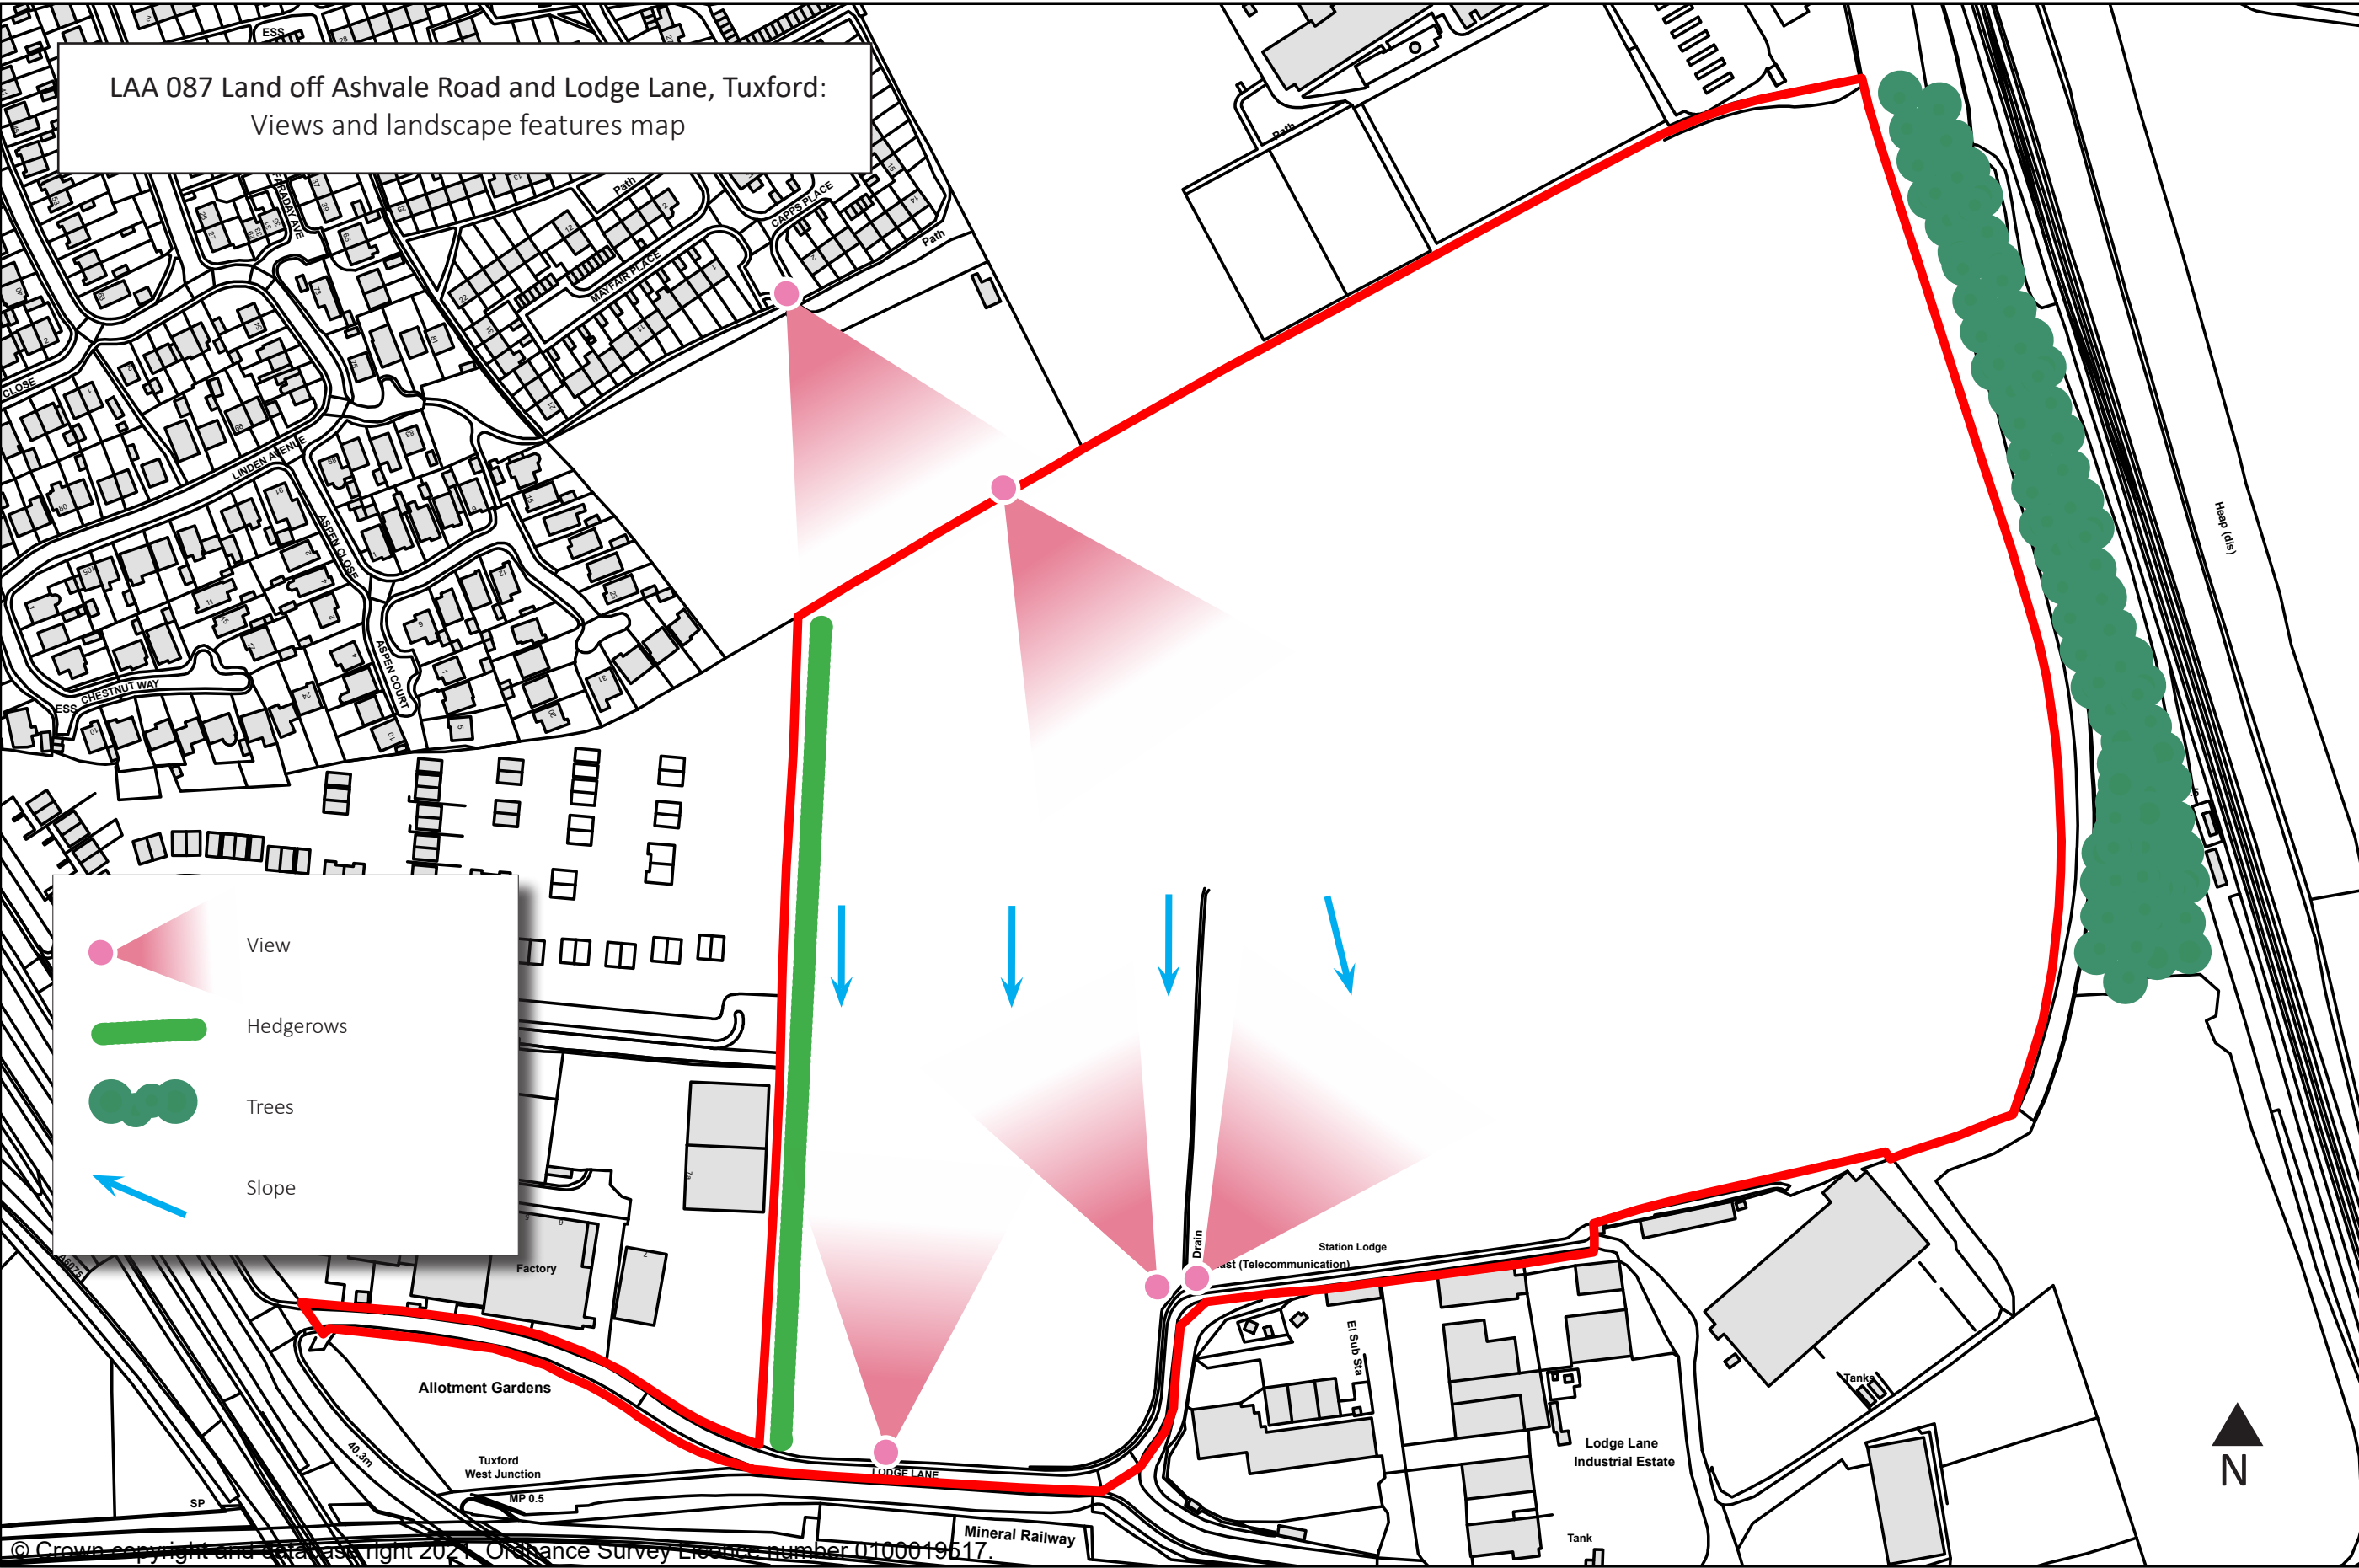 ESS
LAA 087 Land off Ashvale Road and Lodge Lane, Tuxford:
Views and landscape features map
FARADAY AVE
Path
Path
CAPPS PLACE
Path
MAYFAIR PLACE
CLOSE
LINDEN AVENUE
ASPEN CLOSE
ASPEN COURT
CHESTNUT WAY
ESS
Heap (dis)
View
Hedgerows
Trees
Slope
A6075
Factory
Drain
Station Lodge
(Telecommunication)
El Sub Sta
Allotment Gardens
Tanks
40.3m
Tuxford
West Junction
LODGE LANE
Lodge Lane
Industrial Estate
MP 0.5
SP
Mineral Railway
Tank
N
© Crown copyright and database right 2021. Ordnance Survey Licence number 0100019517.